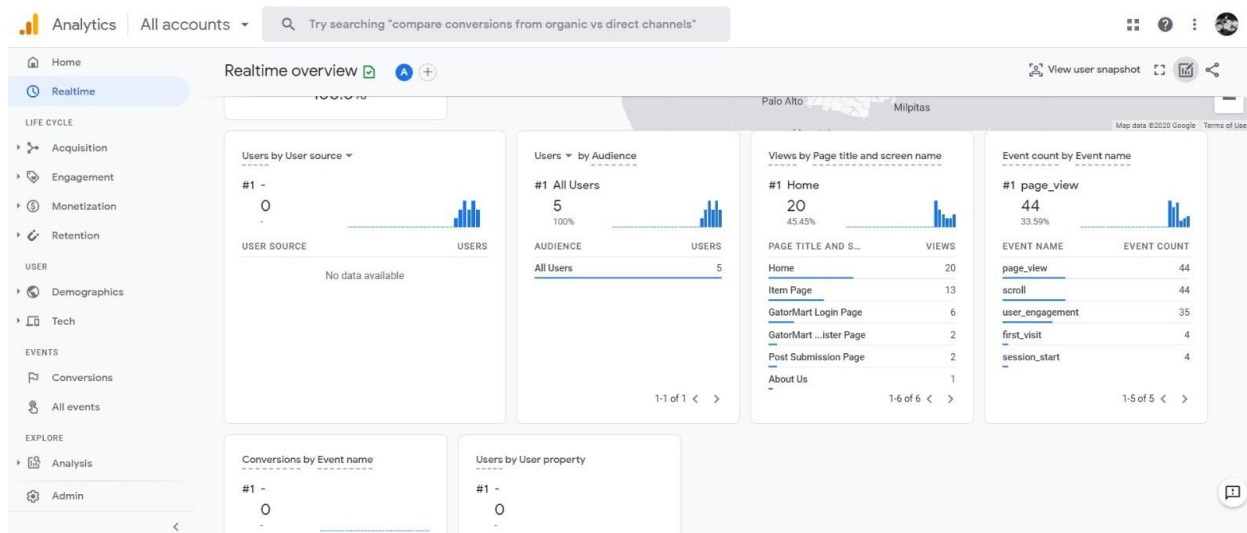 Analytics
All accounts
Try searching "compare conversions from organic vs direct channels"
Home
Realtime
LIFE CYCLE
Acquisition
Engagement
Monetization
Retention
USER
Demographics
Tech
EVENTS
Conversions
All events
EXPLORE
Analysis
Admin
Realtime overview
A
View user snapshot
Palo Alto
Milpitas
Map data ©2020 Google
Terms of Use
Users by User source
#1 -
0
-
USER SOURCE USERS
No data available
Users by Audience
#1 All Users
5
100%
AUDIENCE USERS
All Users 5
1-1 of 1
Views by Page title and screen name
#1 Home
20
45.45%
PAGE TITLE AND S... VIEWS
Home 20
Item Page 13
GatorMart Login Page 6
GatorMart ...ister Page 2
Post Submission Page 2
About Us 1
1-6 of 6
Event count by Event name
#1 page_view
44
33.59%
EVENT NAME EVENT COUNT
page_view 44
scroll 44
user_engagement 35
first_visit 4
session_start 4
1-5 of 5
Conversions by Event name
#1 -
0
-
Users by User property
#1 -
0
-